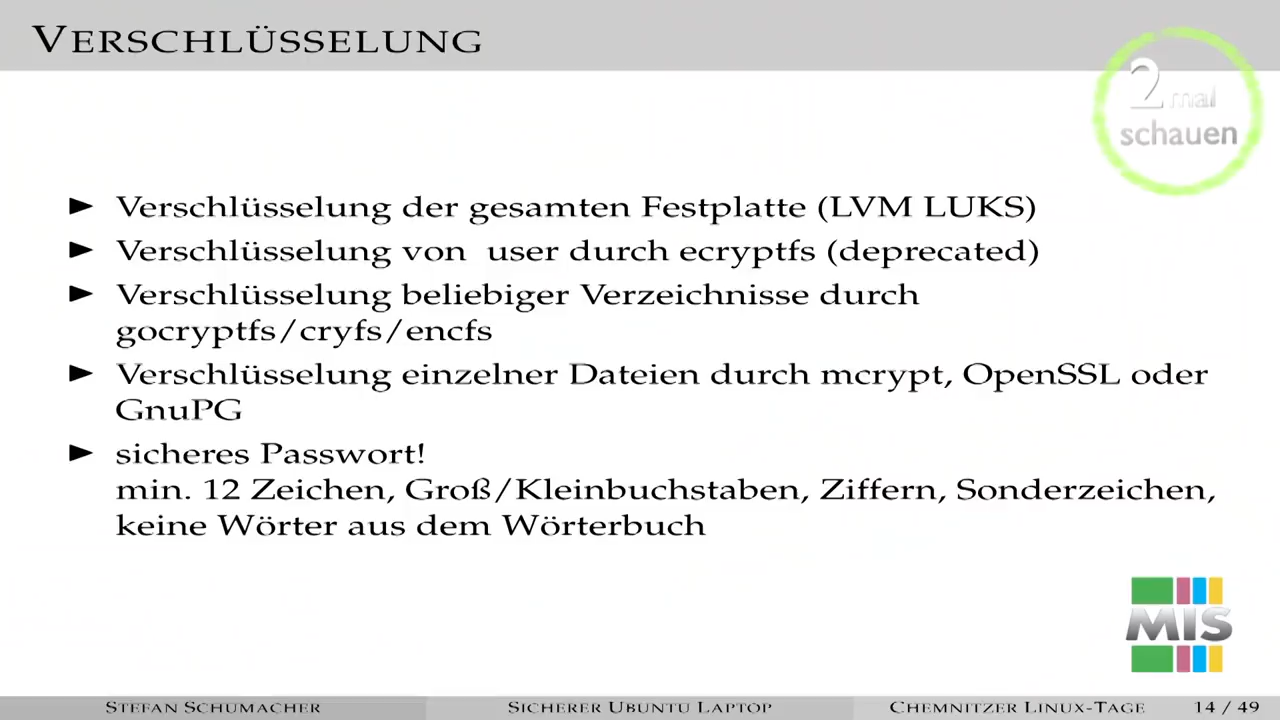 VERSCHLÜSSELUNG
2 mal
schauen
► Verschlüsselung der gesamten Festplatte (LVM LUKS)
► Verschlüsselung von user durch ecryptfs (deprecated)
► Verschlüsselung beliebiger Verzeichnisse durch
gocryptfs/cryfs/encfs
► Verschlüsselung einzelner Dateien durch mcrypt, OpenSSL oder
GnuPG
► sicheres Passwort!
min. 12 Zeichen, Groß/Kleinbuchstaben, Ziffern, Sonderzeichen,
keine Wörter aus dem Wörterbuch
MIS
STEFAN SCHUMACHER SICHERER UBUNTU LAPTOP CHEMNITZER LINUX-TAGE 14 / 49